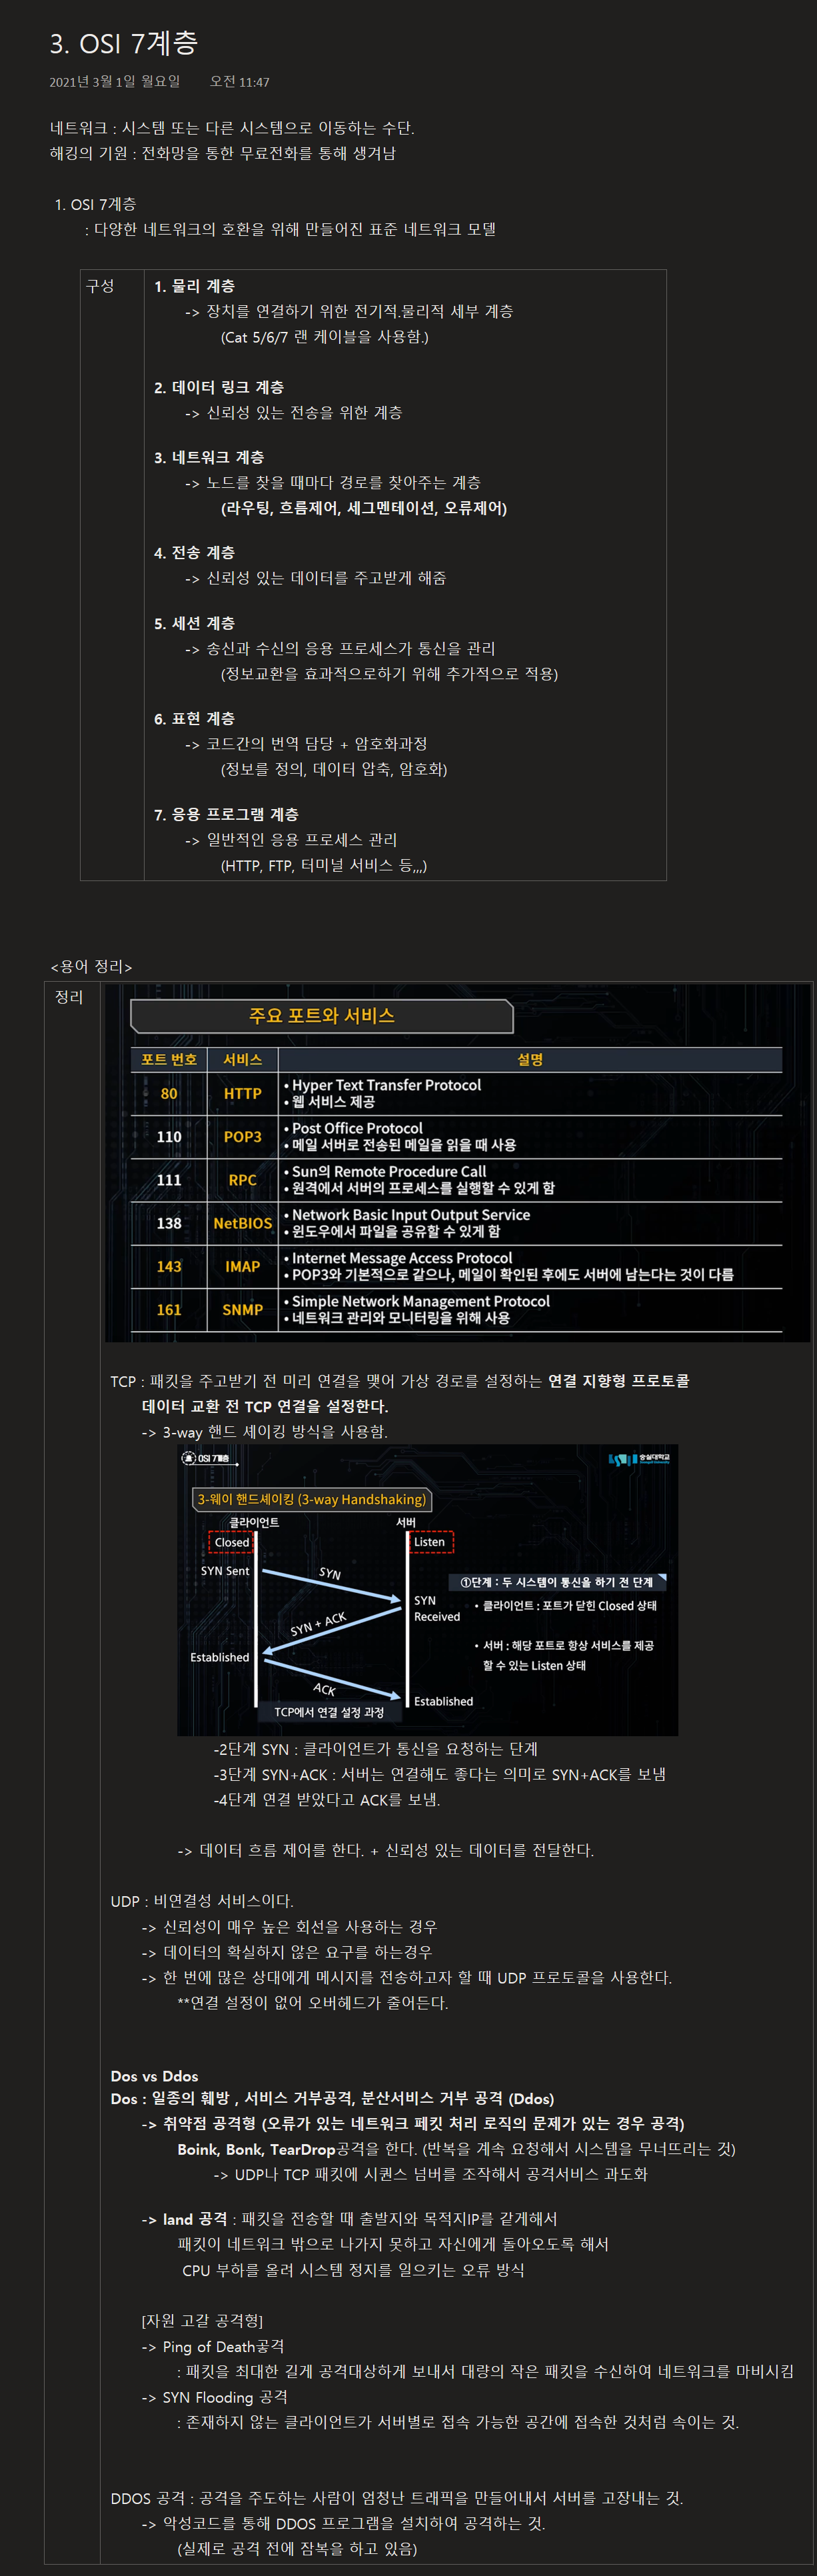 3. OSI 7계층
2021년 3월 1일 월요일 오전 11:47
네트워크 : 시스템 또는 다른 시스템으로 이동하는 수단.
해킹의 기원 : 전화망을 통한 무료전화를 통해 생겨남
1. OSI 7계층
: 다양한 네트워크의 호환을 위해 만들어진 표준 네트워크 모델
구성
1. 물리 계층
-> 장치를 연결하기 위한 전기적.물리적 세부 계층
(Cat 5/6/7 랜 케이블을 사용함.)
2. 데이터 링크 계층
-> 신뢰성 있는 전송을 위한 계층
3. 네트워크 계층
-> 노드를 찾을 때마다 경로를 찾아주는 계층
(라우팅, 흐름제어, 세그멘테이션, 오류제어)
4. 전송 계층
-> 신뢰성 있는 데이터를 주고받게 해줌
5. 세션 계층
-> 송신과 수신의 응용 프로세스가 통신을 관리
(정보교환을 효과적으로하기 위해 추가적으로 적용)
6. 표현 계층
-> 코드간의 번역 담당 + 암호화과정
(정보를 정의, 데이터 압축, 암호화)
7. 응용 프로그램 계층
-> 일반적인 응용 프로세스 관리
(HTTP, FTP, 터미널 서비스 등,,,)
<용어 정리>
정리
주요 포트와 서비스
포트 번호 서비스 설명
80 HTTP • Hyper Text Transfer Protocol
• 웹 서비스 제공
110 POP3 • Post Office Protocol
• 메일 서버로 전송된 메일을 읽을 때 사용
111 RPC • Sun의 Remote Procedure Call
• 원격에서 서버의 프로세스를 실행할 수 있게 함
138 NetBIOS • Network Basic Input Output Service
• 윈도우에서 파일을 공유할 수 있게 함
143 IMAP • Internet Message Access Protocol
• POP3와 기본적으로 같으나, 메일이 확인된 후에도 서버에 남는다는 것이 다름
161 SNMP • Simple Network Management Protocol
• 네트워크 관리와 모니터링을 위해 사용
TCP : 패킷을 주고받기 전 미리 연결을 맺어 가상 경로를 설정하는 연결 지향형 프로토콜
데이터 교환 전 TCP 연결을 설정한다.
-> 3-way 핸드 셰이킹 방식을 사용함.
OSI 7계층
숭실대학교
3-웨이 핸드셰이킹 (3-way Handshaking)
클라이언트 서버
Closed Listen
SYN Sent SYN
①단계 : 두 시스템이 통신을 하기 전 단계
SYN Received
• 클라이언트 : 포트가 닫힌 Closed 상태
SYN + ACK
• 서버 : 해당 포트로 항상 서비스를 제공
할 수 있는 Listen 상태
Established
ACK
Established
TCP에서 연결 설정 과정
-2단계 SYN : 클라이언트가 통신을 요청하는 단계
-3단계 SYN+ACK : 서버는 연결해도 좋다는 의미로 SYN+ACK를 보냄
-4단계 연결 받았다고 ACK를 보냄.
-> 데이터 흐름 제어를 한다. + 신뢰성 있는 데이터를 전달한다.
UDP : 비연결성 서비스이다.
-> 신뢰성이 매우 높은 회선을 사용하는 경우
-> 데이터의 확실하지 않은 요구를 하는경우
-> 한 번에 많은 상대에게 메시지를 전송하고자 할 때 UDP 프로토콜을 사용한다.
**연결 설정이 없어 오버헤드가 줄어든다.
Dos vs Ddos
Dos : 일종의 훼방 , 서비스 거부공격, 분산서비스 거부 공격 (Ddos)
-> 취약점 공격형 (오류가 있는 네트워크 페킷 처리 로직의 문제가 있는 경우 공격)
Boink, Bonk, TearDrop공격을 한다. (반복을 계속 요청해서 시스템을 무너뜨리는 것)
-> UDP나 TCP 패킷에 시퀀스 넘버를 조작해서 공격서비스 과도화
-> land 공격 : 패킷을 전송할 때 출발지와 목적지IP를 같게해서
패킷이 네트워크 밖으로 나가지 못하고 자신에게 돌아오도록 해서
CPU 부하를 올려 시스템 정지를 일으키는 오류 방식
[자원 고갈 공격형]
-> Ping of Death공격
: 패킷을 최대한 길게 공격대상하게 보내서 대량의 작은 패킷을 수신하여 네트워크를 마비시킴
-> SYN Flooding 공격
: 존재하지 않는 클라이언트가 서버별로 접속 가능한 공간에 접속한 것처럼 속이는 것.
DDOS 공격 : 공격을 주도하는 사람이 엄청난 트래픽을 만들어내서 서버를 고장내는 것.
-> 악성코드를 통해 DDOS 프로그램을 설치하여 공격하는 것.
(실제로 공격 전에 잠복을 하고 있음)